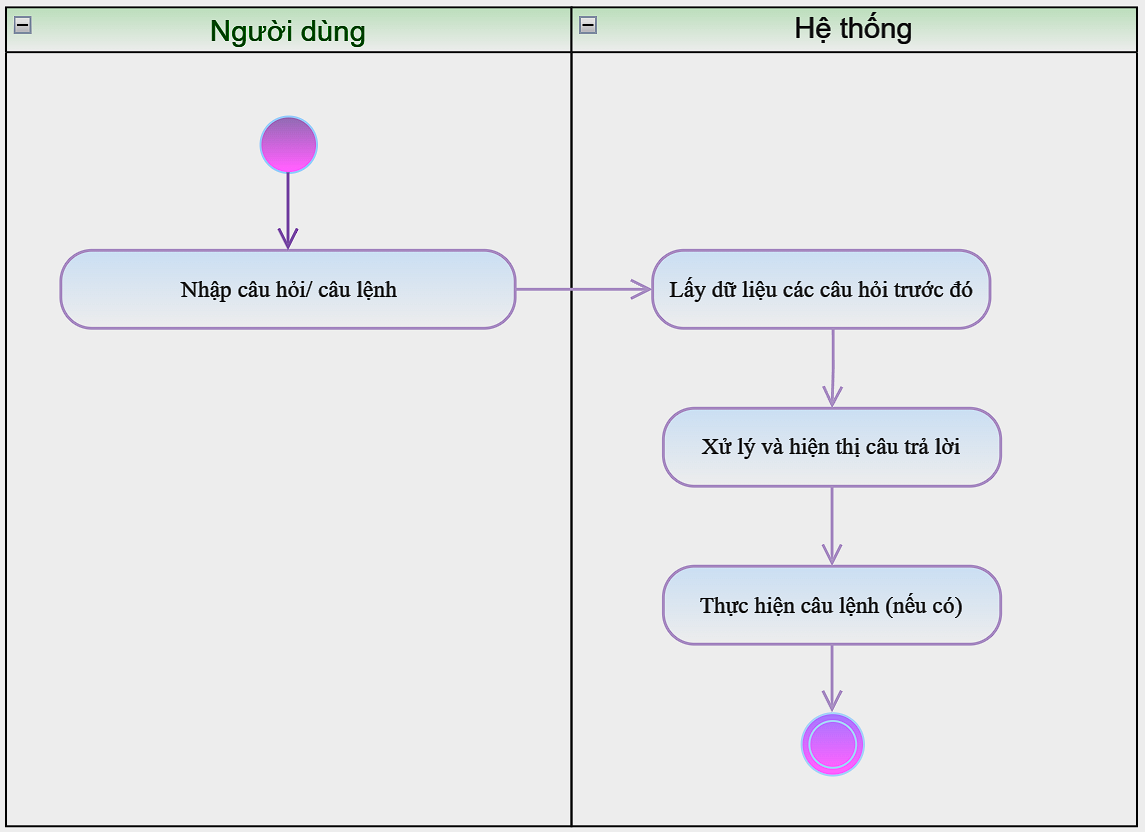 Người dùng
Hệ thống
Nhập câu hỏi/ câu lệnh
Lấy dữ liệu các câu hỏi trước đó
Xử lý và hiện thị câu trả lời
Thực hiện câu lệnh (nếu có)